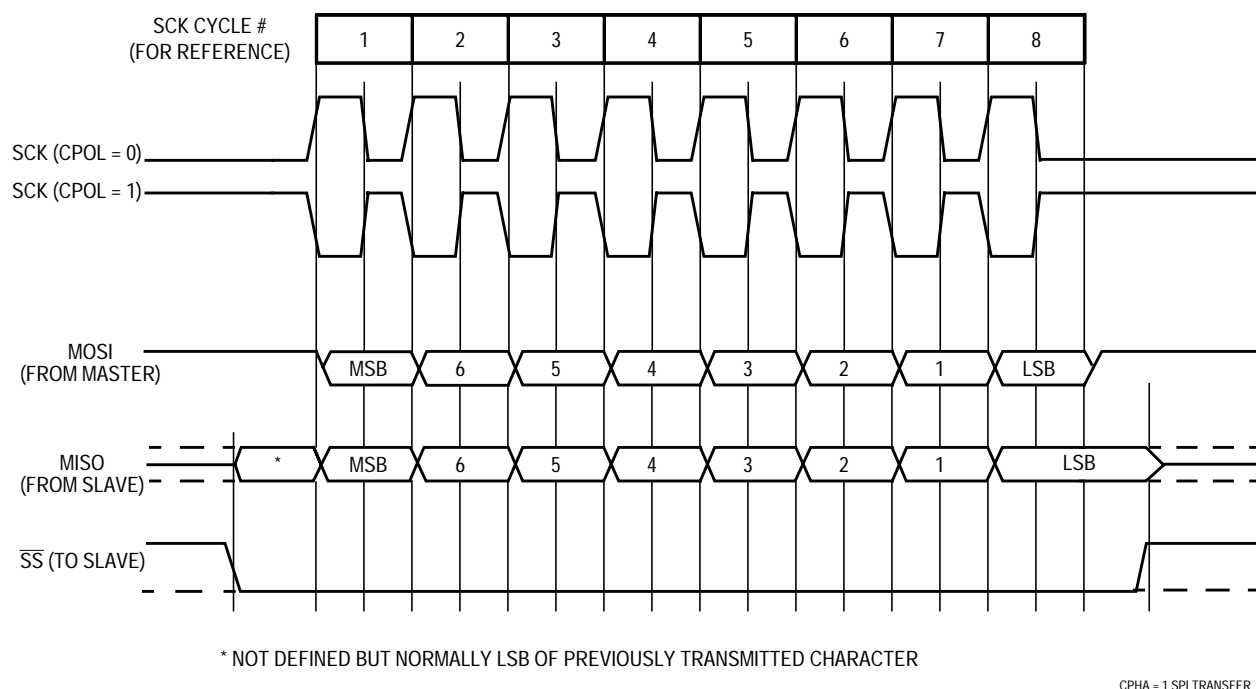 SCK CYCLE #
(FOR REFERENCE)
1 2 3 4 5 6 7 8
SCK (CPOL = 0)
SCK (CPOL = 1)
MOSI
(FROM MASTER)
MSB 6 5 4 3 2 1 LSB
MISO
(FROM SLAVE)
* MSB 6 5 4 3 2 1 LSB
S̅S̅ (TO SLAVE)
* NOT DEFINED BUT NORMALLY LSB OF PREVIOUSLY TRANSMITTED CHARACTER
CPHA = 1 SPI TRANSFER